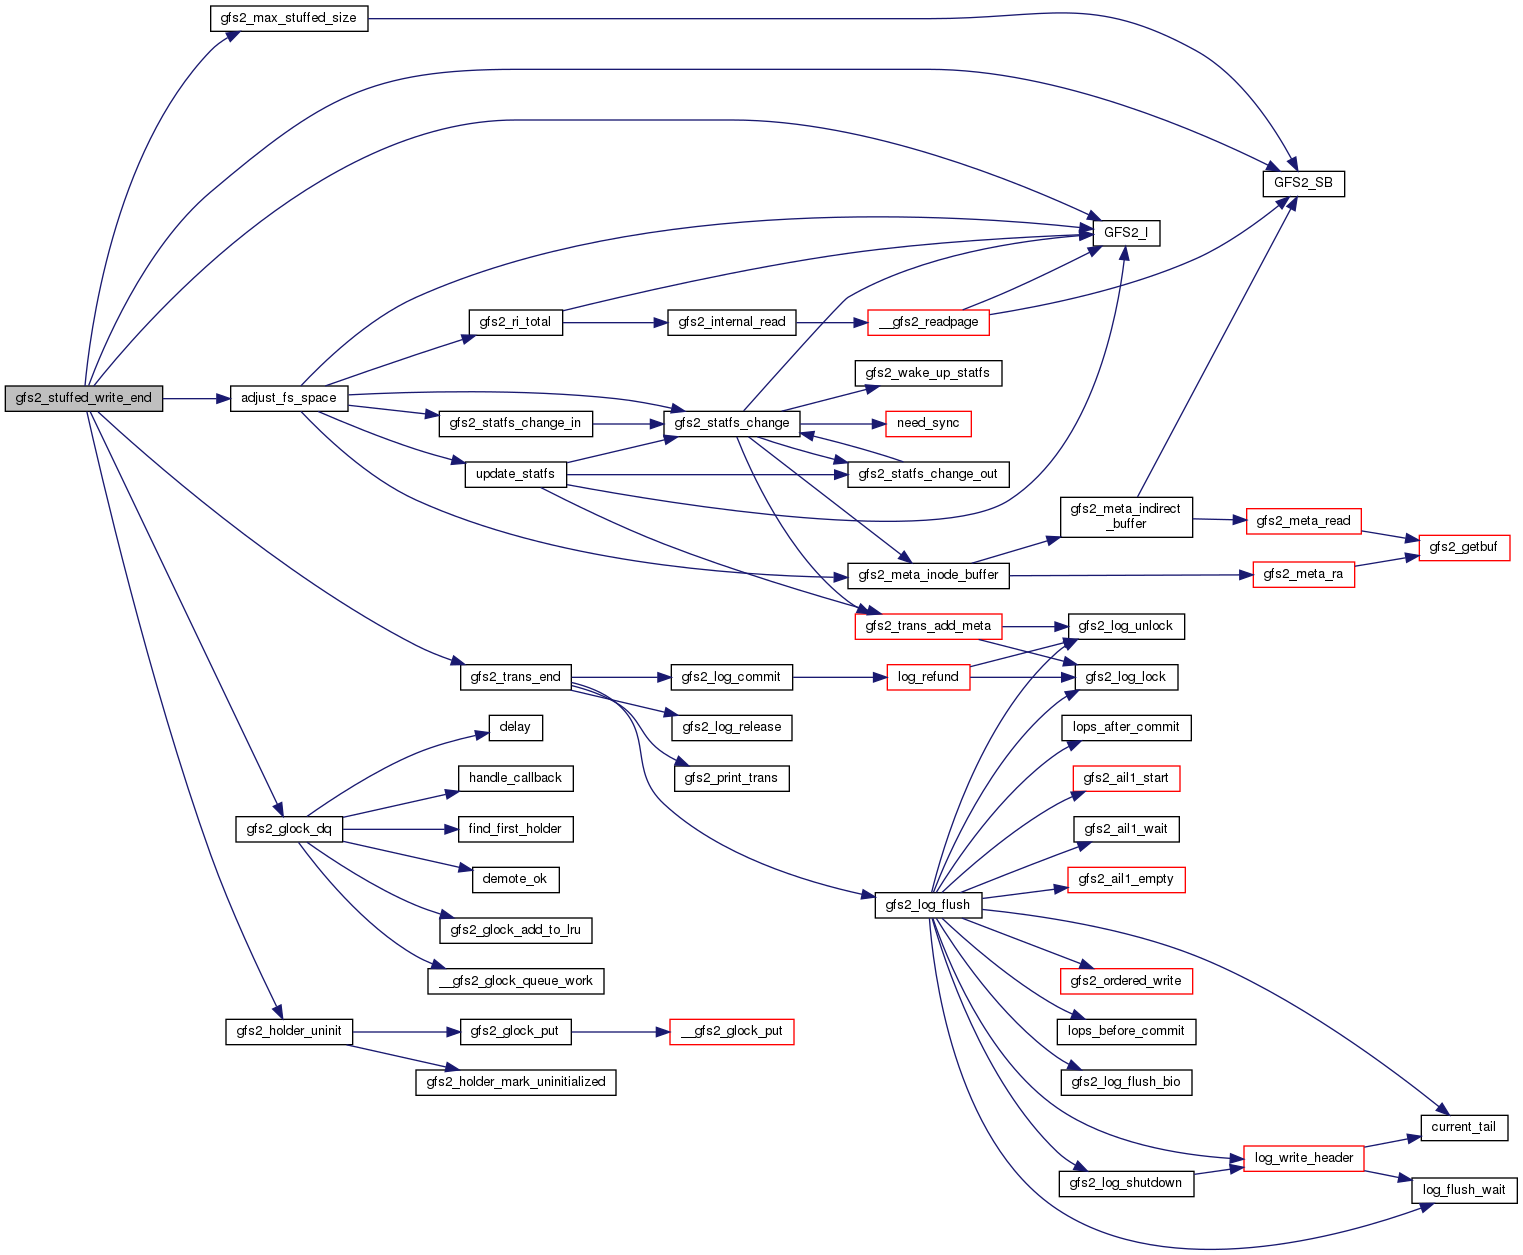 gfs2_max_stuffed_size
GFS2_SB
GFS2_I
gfs2_ri_total
gfs2_internal_read
__gfs2_readpage
gfs2_wake_up_statfs
gfs2_stuffed_write_end
adjust_fs_space
gfs2_statfs_change_in
gfs2_statfs_change
need_sync
update_statfs
gfs2_statfs_change_out
gfs2_meta_indirect
_buffer
gfs2_meta_read
gfs2_getbuf
gfs2_meta_inode_buffer
gfs2_meta_ra
gfs2_trans_add_meta
gfs2_log_unlock
gfs2_trans_end
gfs2_log_commit
log_refund
gfs2_log_lock
delay
gfs2_log_release
lops_after_commit
handle_callback
gfs2_print_trans
gfs2_ail1_start
gfs2_glock_dq
find_first_holder
gfs2_ail1_wait
demote_ok
gfs2_ail1_empty
gfs2_log_flush
gfs2_glock_add_to_lru
__gfs2_glock_queue_work
gfs2_ordered_write
gfs2_holder_uninit
gfs2_glock_put
__gfs2_glock_put
lops_before_commit
gfs2_holder_mark_uninitialized
gfs2_log_flush_bio
current_tail
log_write_header
gfs2_log_shutdown
log_flush_wait